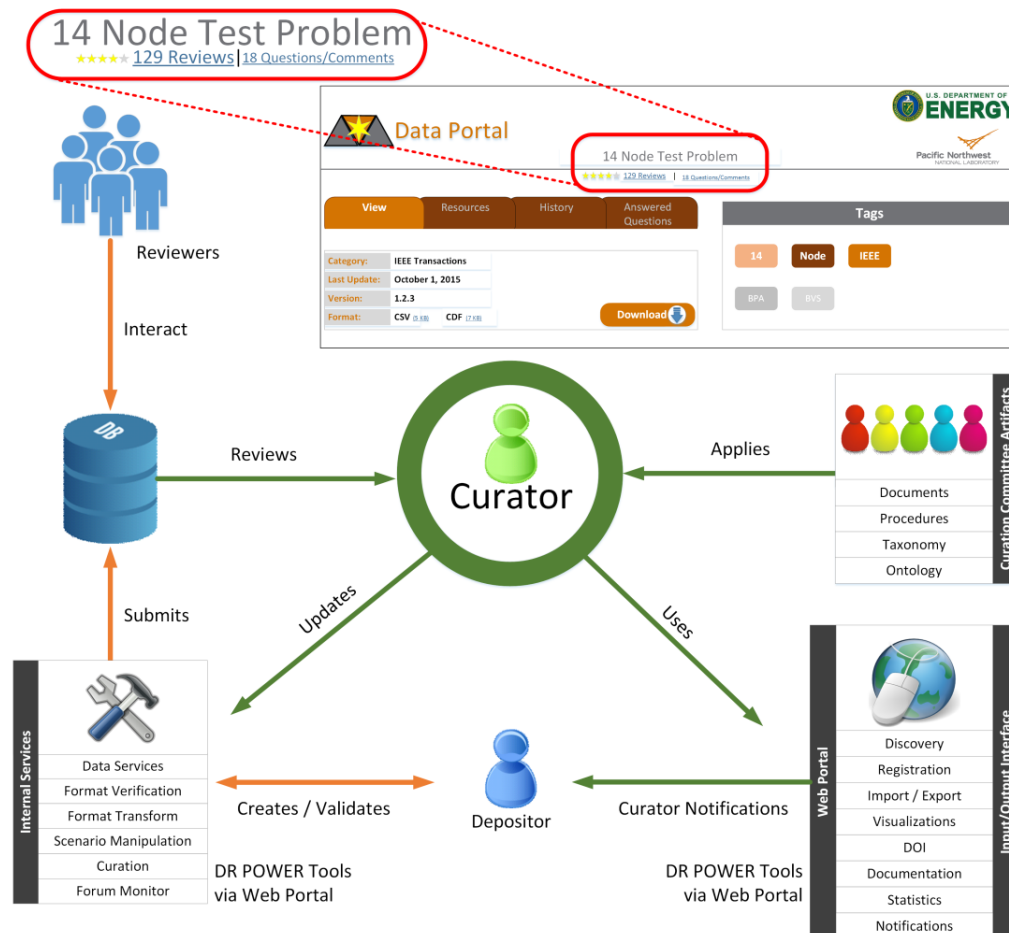 14 Node Test Problem
129 Reviews | 18 Questions/Comments
U.S. DEPARTMENT OF
ENERGY
Data Portal
Pacific Northwest
NATIONAL LABORATORY
14 Node Test Problem
129 Reviews | 18 Questions/Comments
View
Resources
History
Answered
Questions
Tags
Category: IEEE Transactions
Last Update: October 1, 2015
Version: 1.2.3
Format: CSV (5 KB) CDF (7 KB)
Download
14
Node
IEEE
BPA
BVS
Reviewers
Interact
DB
Reviews
Curator
Applies
Curation Committee Artifacts
Documents
Procedures
Taxonomy
Ontology
Submits
Updates
Uses
Internal Services
Data Services
Format Verification
Format Transform
Scenario Manipulation
Curation
Forum Monitor
Creates / Validates
Depositor
Curator Notifications
DR POWER Tools
via Web Portal
DR POWER Tools
via Web Portal
Web Portal
Discovery
Registration
Import / Export
Visualizations
DOI
Documentation
Statistics
Notifications
Input/Output Interface